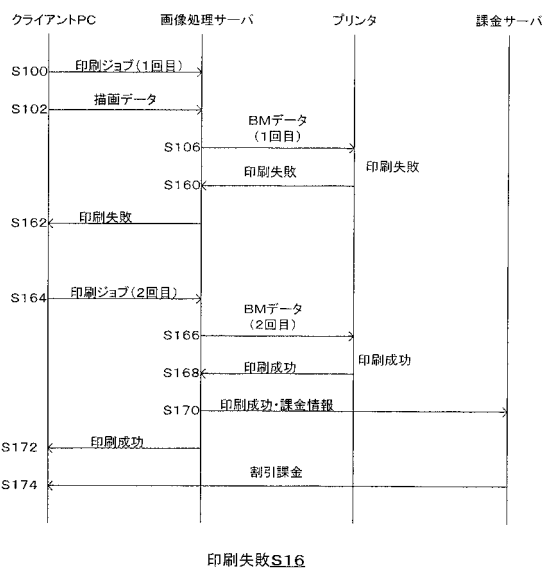 クライアントPC 画像処理サーバ プリンタ 課金サーバ
S100 印刷ジョブ(1回目)
S102 描画データ
BMデータ
(1回目)
S106
印刷失敗
印刷失敗
S160
S162 印刷失敗
S164 印刷ジョブ(2回目)
BMデータ
(2回目)
S166
印刷成功
S168 印刷成功
S170 印刷成功・課金情報
S172 印刷成功
S174 割引課金
印刷失敗S16